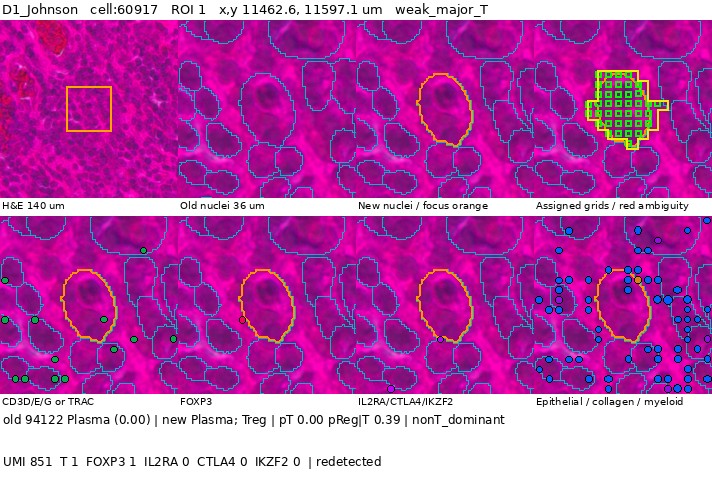 D1_Johnson   cell:60917   ROI 1   x,y 11462.6, 11597.1 um   weak_major_T
H&E 140 um
Old nuclei 36 um
New nuclei / focus orange
Assigned grids / red ambiguity
CD3D/E/G or TRAC
FOXP3
IL2RA/CTLA4/IKZF2
Epithelial / collagen / myeloid
old 94122 Plasma (0.00) | new Plasma; Treg | pT 0.00 pReg|T 0.39 | nonT_dominant
UMI 851  T 1  FOXP3 1  IL2RA 0  CTLA4 0  IKZF2 0  | redetected